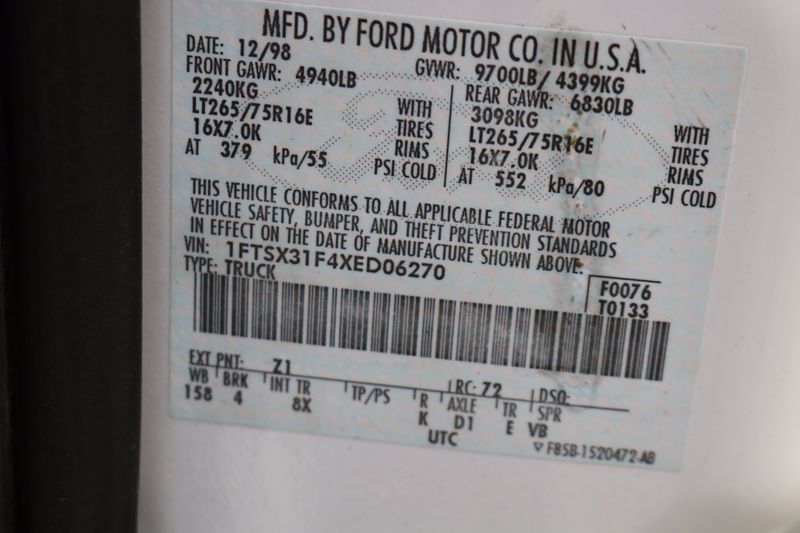 MFD. BY FORD MOTOR CO. IN U.S.A.
DATE: 12/98 GVWR: 9700LB/ 4399KG
FRONT GAWR: 4940LB REAR GAWR: 6830LB
2240KG WITH 3098KG WITH
LT265/75R16E TIRES LT265/75R16E TIRES
16X7.0K RIMS 16X7.0K RIMS
AT 379 kPa/55 PSI COLD AT 552 kPa/80 PSI COLD
THIS VEHICLE CONFORMS TO ALL APPLICABLE FEDERAL MOTOR
VEHICLE SAFETY, BUMPER, AND THEFT PREVENTION STANDARDS
IN EFFECT ON THE DATE OF MANUFACTURE SHOWN ABOVE.
VIN: 1FTSX31F4XED06270
TYPE: TRUCK
F0076
T0133
EXT PNT: Z1 RC: 72 DSO:
WB BRK INT TR TP/PS R AXLE TR SPR
158 4 8X K D1 E VB
UTC
▽ F85B-1520472-AB